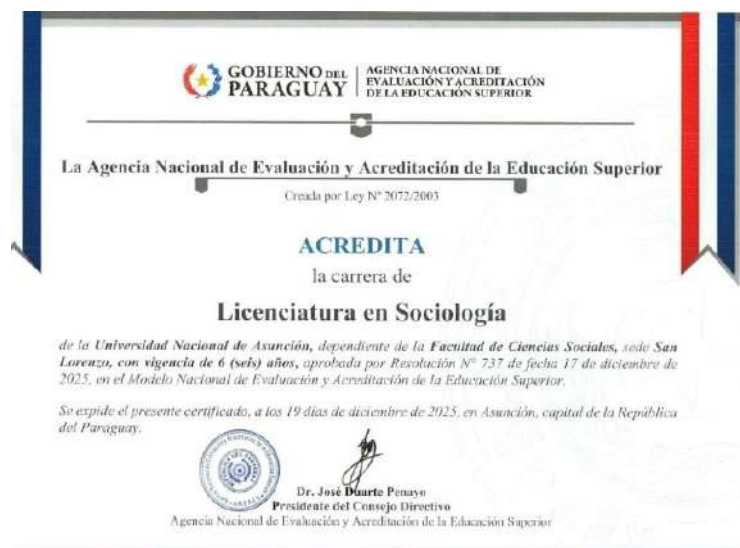 GOBIERNO DEL
PARAGUAY
AGENCIA NACIONAL DE
EVALUACIÓN Y ACREDITACIÓN
DE LA EDUCACIÓN SUPERIOR
La Agencia Nacional de Evaluación y Acreditación de la Educación Superior
Creada por Ley N° 2072/2003
ACREDITA
la carrera de
Licenciatura en Sociología
de la Universidad Nacional de Asunción, dependiente de la Facultad de Ciencias Sociales, sede San
Lorenzo, con vigencia de 6 (seis) años, aprobada por Resolución N° 737 de fecha 17 de diciembre de
2025, en el Modelo Nacional de Evaluación y Acreditación de la Educación Superior.
Se expide el presente certificado, a los 19 días de diciembre de 2025, en Asunción, capital de la República
del Paraguay.
Dr. José Duarte Penayo
Presidente del Consejo Directivo
Agencia Nacional de Evaluación y Acreditación de la Educación Superior